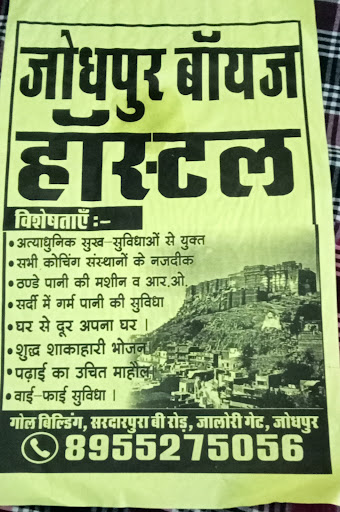 जोधपुर बॉयज
हॉस्टल
विशेषताएँ :-
• अत्याधुनिक सुख-सुविधाओं से युक्त
• सभी कोचिंग संस्थानों के नजदीक
• ठण्डे पानी की मशीन व आर.ओ.
• सर्दी में गर्म पानी की सुविधा
• घर से दूर अपना घर ।
• शुद्ध शाकाहारी भोजन
• पढ़ाई का उचित माहौल
• वाई-फाई सुविधा ।
गोल बिल्डिंग, सरदारपुरा बी रोड़, जालोरी गेट, जोधपुर
8955275056